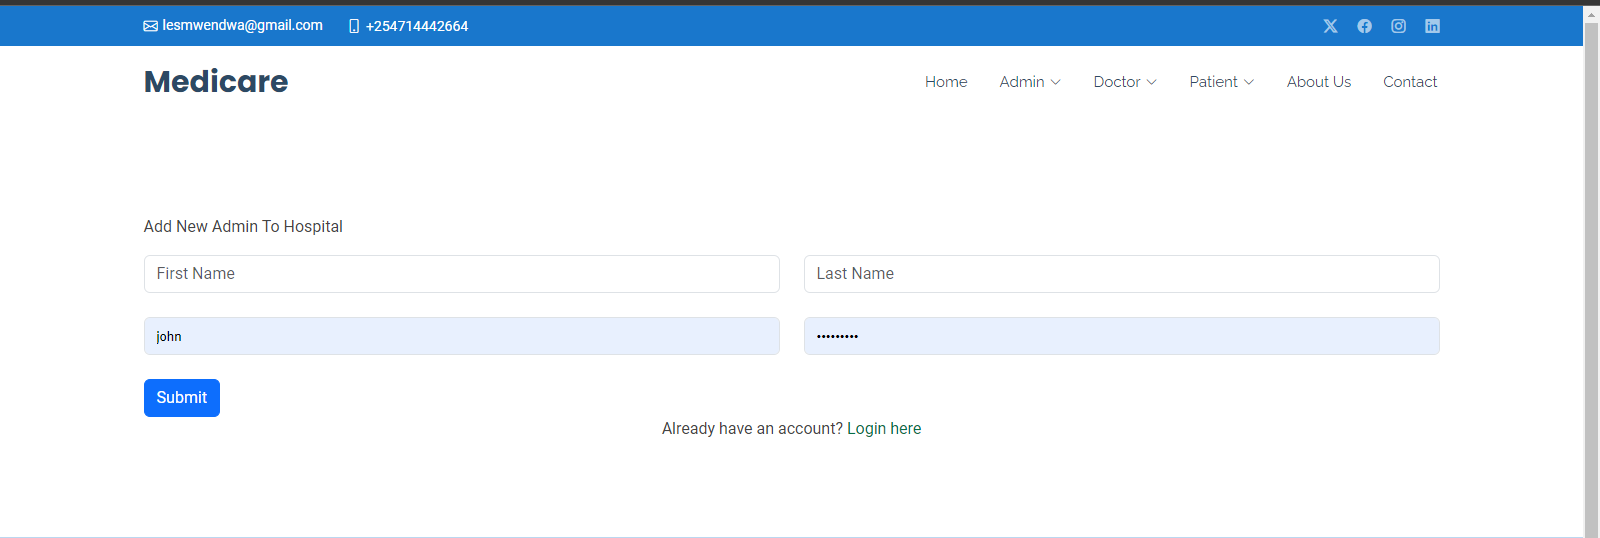 lesmwendwa@gmail.com +254714442664
Medicare
Home Admin Doctor Patient About Us Contact
Add New Admin To Hospital
First Name Last Name
john •••••••••
Submit
Already have an account? Login here